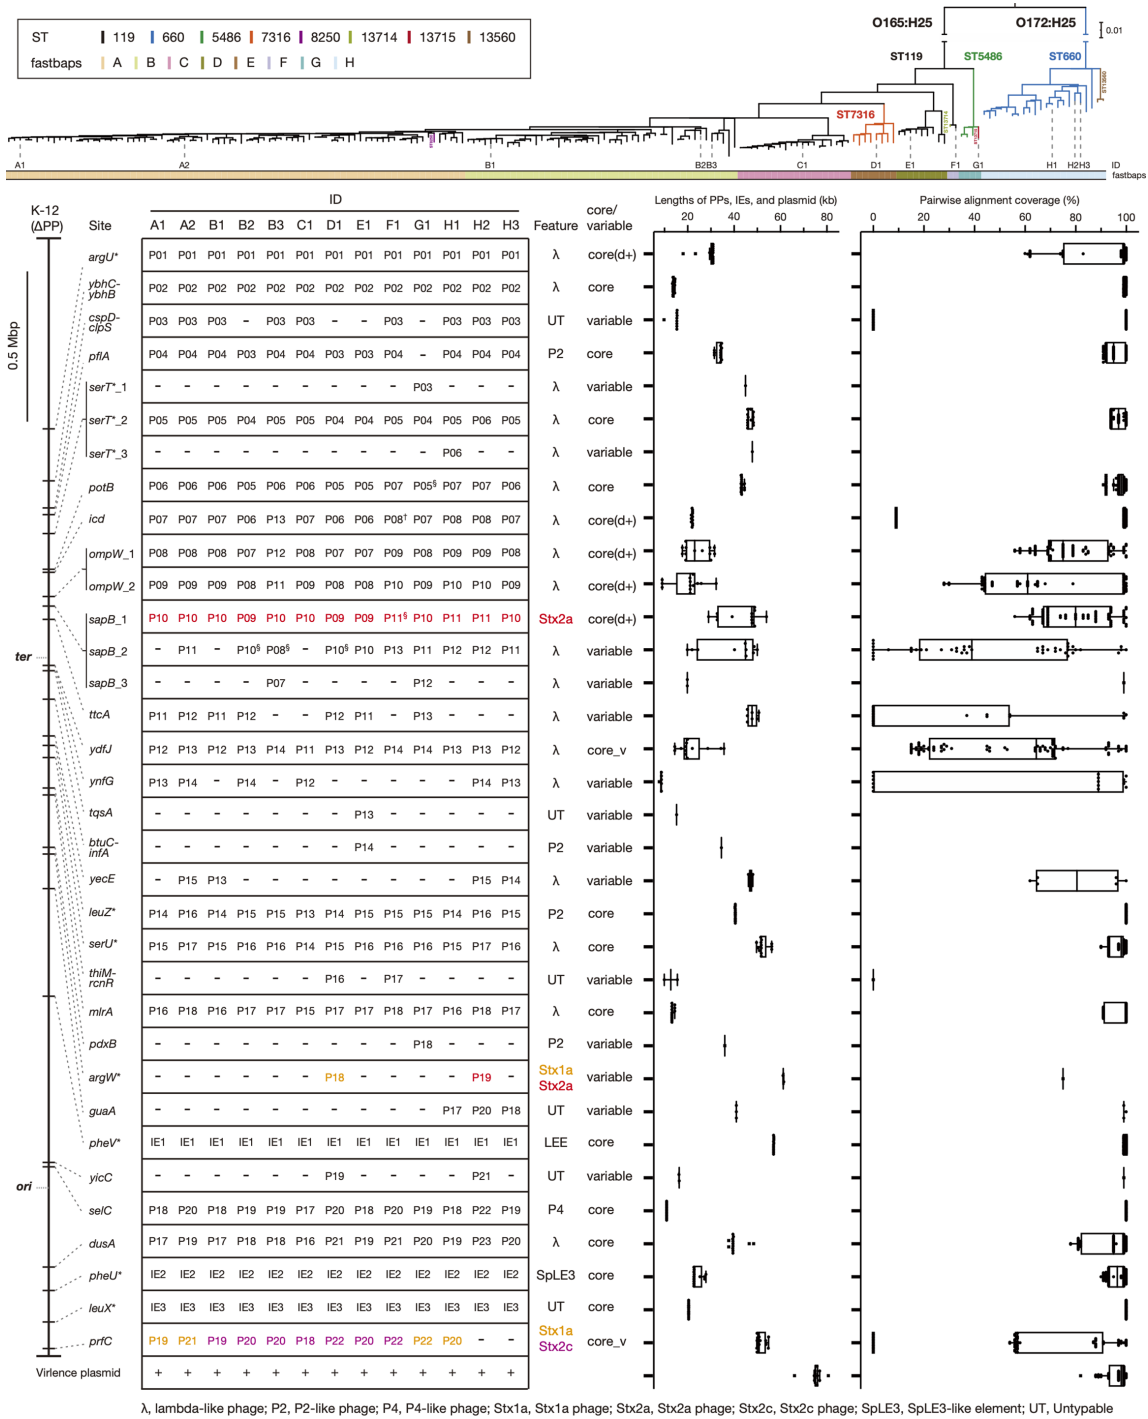 ST 119 660 5486 7316 8250 13714 13715 13560
fastbaps A B C D E F G H
O165:H25 O172:H25
0.01
ST119 ST5486 ST660
ST7316
ST13560
A1 A2 B1 B2B3 C1 D1 E1 F1 G1 H1 H2H3 ID
fastbaps
K-12 (ΔPP)
ID
Site A1 A2 B1 B2 B3 C1 D1 E1 F1 G1 H1 H2 H3 Feature core/variable
Lengths of PPs, IEs, and plasmid (kb)
20 40 60 80
Pairwise alignment coverage (%)
0 20 40 60 80 100
0.5 Mbp
ter
ori
argU* P01 P01 P01 P01 P01 P01 P01 P01 P01 P01 P01 P01 P01 λ core(d+)
ybhC-ybhB P02 P02 P02 P02 P02 P02 P02 P02 P02 P02 P02 P02 P02 λ core
cspD-clpS P03 P03 P03 – P03 P03 – – P03 – P03 P03 P03 UT variable
pflA P04 P04 P04 P03 P04 P04 P03 P03 P04 – P04 P04 P04 P2 core
serT*_1 – – – – – – – – – P03 – – – λ variable
serT*_2 P05 P05 P05 P04 P05 P05 P04 P04 P05 P04 P05 P06 P05 λ core
serT*_3 – – – – – – – – – – P06 – – λ variable
potB P06 P06 P06 P05 P06 P06 P05 P05 P07 P05§ P07 P07 P06 λ core
icd P07 P07 P07 P06 P13 P07 P06 P06 P08† P07 P08 P08 P07 λ core(d+)
ompW_1 P08 P08 P08 P07 P12 P08 P07 P07 P09 P08 P09 P09 P08 λ core(d+)
ompW_2 P09 P09 P09 P08 P11 P09 P08 P08 P10 P09 P10 P10 P09 λ core(d+)
sapB_1 P10 P10 P10 P09 P10 P10 P09 P09 P11§ P10 P11 P11 P10 Stx2a core(d+)
sapB_2 – P11 – P10§ P08§ – P10§ P10 P13 P11 P12 P12 P11 λ variable
sapB_3 – – – – P07 – – – – P12 – – – λ variable
ttcA P11 P12 P11 P12 – – P12 P11 – P13 – – – λ variable
ydfJ P12 P13 P12 P13 P14 P11 P13 P12 P14 P14 P13 P13 P12 λ core_v
ynfG P13 P14 – P14 – P12 – – – – – P14 P13 λ variable
tqsA – – – – – – – P13 – – – – – UT variable
btuC-infA – – – – – – – P14 – – – – – P2 variable
yecE – P15 P13 – – – – – – – – P15 P14 λ variable
leuZ* P14 P16 P14 P15 P15 P13 P14 P15 P15 P15 P14 P16 P15 P2 core
serU* P15 P17 P15 P16 P16 P14 P15 P16 P16 P16 P15 P17 P16 λ core
thiM-rcnR – – – – – – P16 – P17 – – – – UT variable
mlrA P16 P18 P16 P17 P17 P15 P17 P17 P18 P17 P16 P18 P17 λ core
pdxB – – – – – – – – – P18 – – – P2 variable
argW* – – – – – – P18 – – – – P19 – Stx1a Stx2a variable
guaA – – – – – – – – – – P17 P20 P18 UT variable
pheV* IE1 IE1 IE1 IE1 IE1 IE1 IE1 IE1 IE1 IE1 IE1 IE1 IE1 LEE core
yicC – – – – – – P19 – – – – P21 – UT variable
selC P18 P20 P18 P19 P19 P17 P20 P18 P20 P19 P18 P22 P19 P4 core
dusA P17 P19 P17 P18 P18 P16 P21 P19 P21 P20 P19 P23 P20 λ core
pheU* IE2 IE2 IE2 IE2 IE2 IE2 IE2 IE2 IE2 IE2 IE2 IE2 IE2 SpLE3 core
leuX* IE3 IE3 IE3 IE3 IE3 IE3 IE3 IE3 IE3 IE3 IE3 IE3 IE3 UT core
prfC P19 P21 P19 P20 P20 P18 P22 P20 P22 P22 P20 – – Stx1a Stx2c core_v
Virlence plasmid + + + + + + + + + + + + +
λ, lambda-like phage; P2, P2-like phage; P4, P4-like phage; Stx1a, Stx1a phage; Stx2a, Stx2a phage; Stx2c, Stx2c phage; SpLE3, SpLE3-like element; UT, Untypable